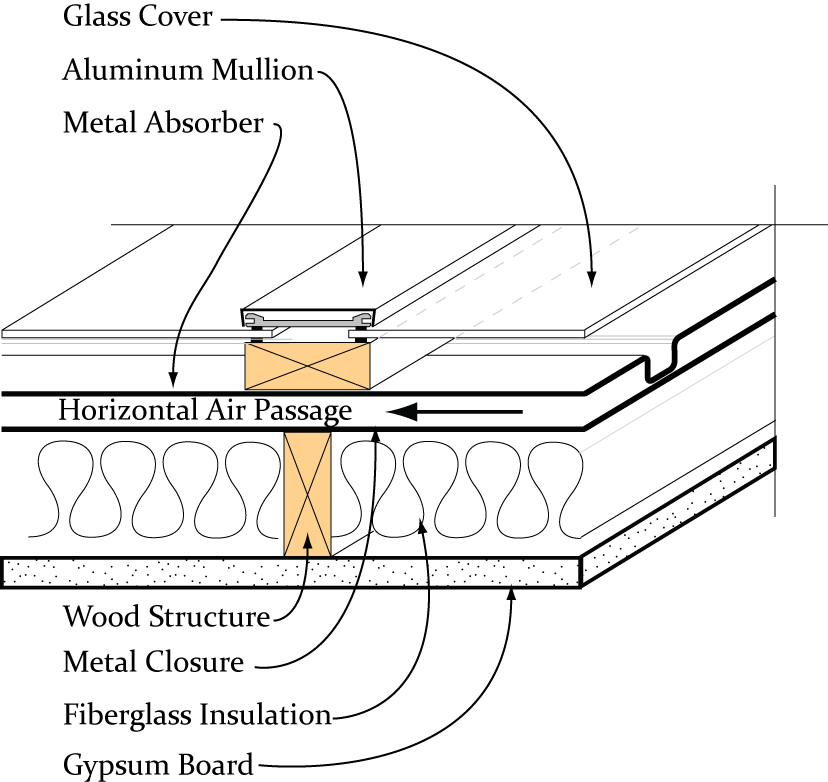 Glass Cover
Aluminum Mullion
Metal Absorber
Horizontal Air Passage
Wood Structure
Metal Closure
Fiberglass Insulation
Gypsum Board